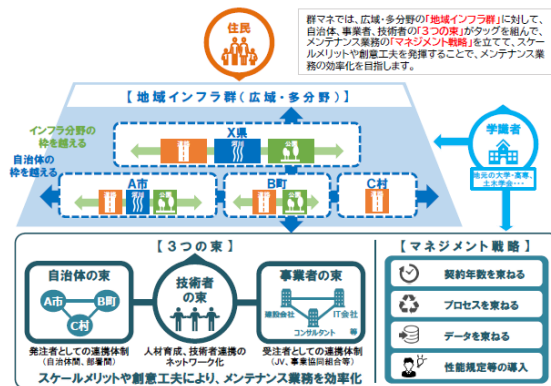 住民
群マネでは、広域・多分野の「地域インフラ群」に対し、
自治体、事業者、技術者の「3つの束」がタッグを組んで、
メンテナンス業務の「マネジメント戦略」を立てて、スケー
ルメリットや創意工夫を発揮することで、メンテナンス業
務の効率化を目指します。
【地域インフラ群(広域・多分野)】
インフラ分野の
枠を越える
自治体の
枠を越える
X県
河川
公園
A市
河川
公園
B町
公園
C村
学識者
地元の大学・高専、
土木学会・・・
【3つの束】
自治体の束
A市
B町
C村
発注者としての連携体制
(自治体間、部署間)
技術者
の束
人材育成、技術者連携の
ネットワーク化
事業者の束
建設会社
IT会社
コンサルタント 等
受注者としての連携体制
(JV、事業協同組合等)
スケールメリットや創意工夫により、メンテナンス業務を効率化
【マネジメント戦略】
契約年数を束ねる
プロセスを束ねる
データを束ねる
性能規定等の導入